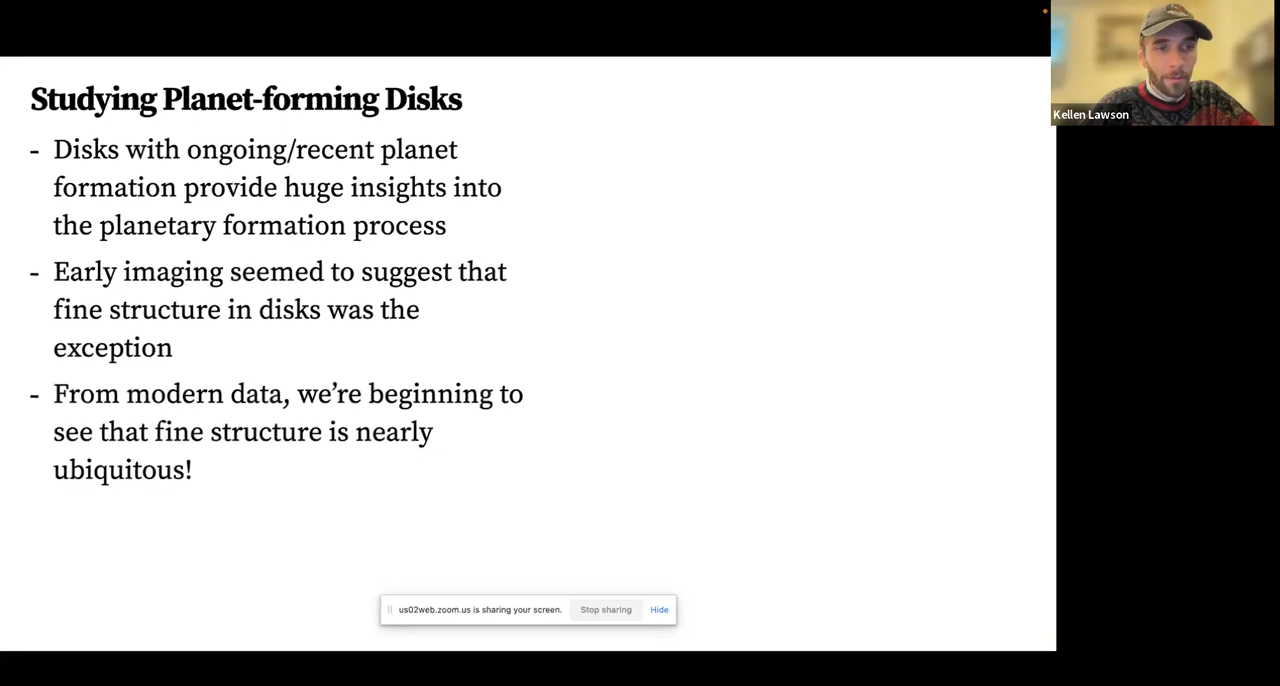 Studying Planet-forming Disks
- Disks with ongoing/recent planet
formation provide huge insights into
the planetary formation process
- Early imaging seemed to suggest that
fine structure in disks was the
exception
- From modern data, we’re beginning to
see that fine structure is nearly
ubiquitous!
Kellen Lawson
us02web.zoom.us is sharing your screen. Stop sharing Hide